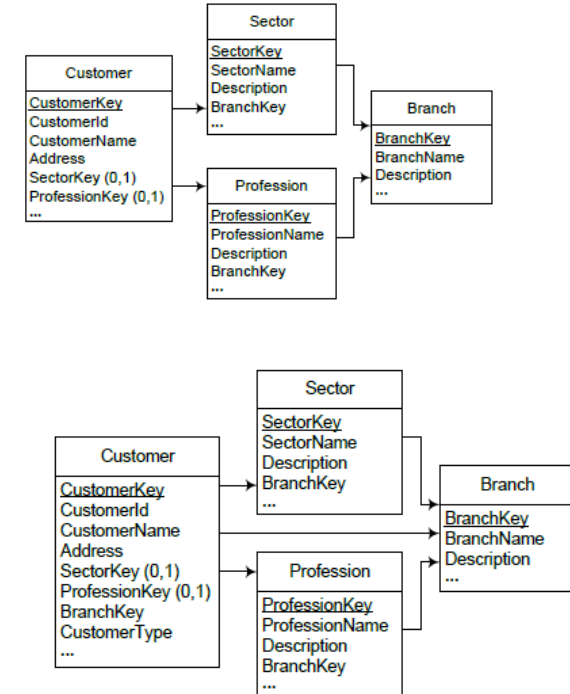 Sector
SectorKey
SectorName
Description
BranchKey
...
Customer
CustomerKey
CustomerId
CustomerName
Address
SectorKey (0,1)
ProfessionKey (0,1)
...
Branch
BranchKey
BranchName
Description
...
Profession
ProfessionKey
ProfessionName
Description
BranchKey
...
Sector
SectorKey
SectorName
Description
BranchKey
...
Customer
CustomerKey
CustomerId
CustomerName
Address
SectorKey (0,1)
ProfessionKey (0,1)
BranchKey
CustomerType
...
Branch
BranchKey
BranchName
Description
...
Profession
ProfessionKey
ProfessionName
Description
BranchKey
...